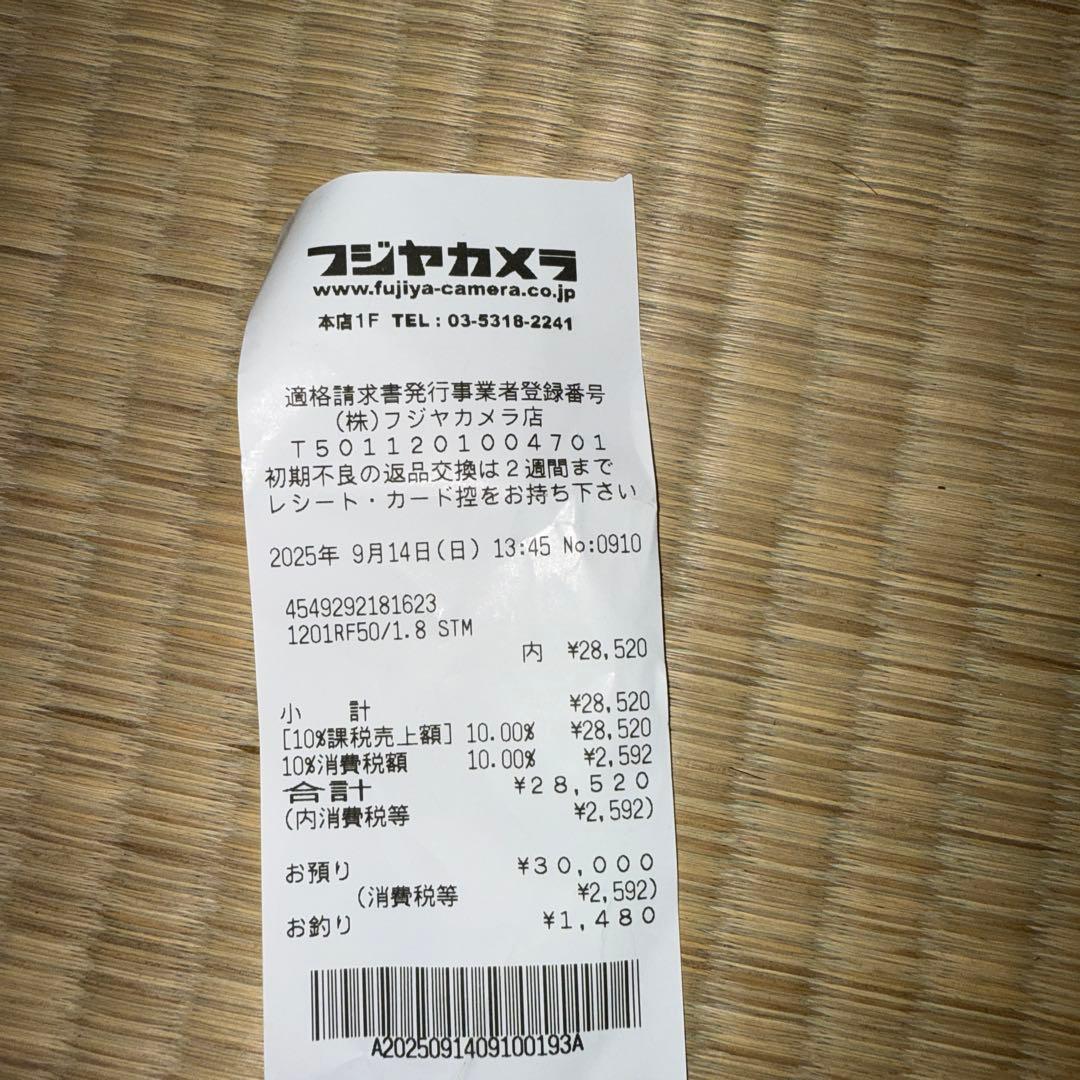 フジヤカメラ
www.fujiya-camera.co.jp
本店1F TEL:03-5318-2241
適格請求書発行事業者登録番号
(株)フジヤカメラ店
T5011201004701
初期不良の返品交換は2週間まで
レシート・カード控をお持ち下さい
2025年 9月14日(日) 13:45 No:0910
4549292181623
1201RF50/1.8 STM
内 ¥28,520
小 計 ¥28,520
[10%課税売上額] 10.00% ¥28,520
10%消費税額 10.00% ¥2,592
合計 ¥28,520
(内消費税等 ¥2,592)
お預り ¥30,000
(消費税等 ¥2,592)
お釣り ¥1,480
A2025091409100193A